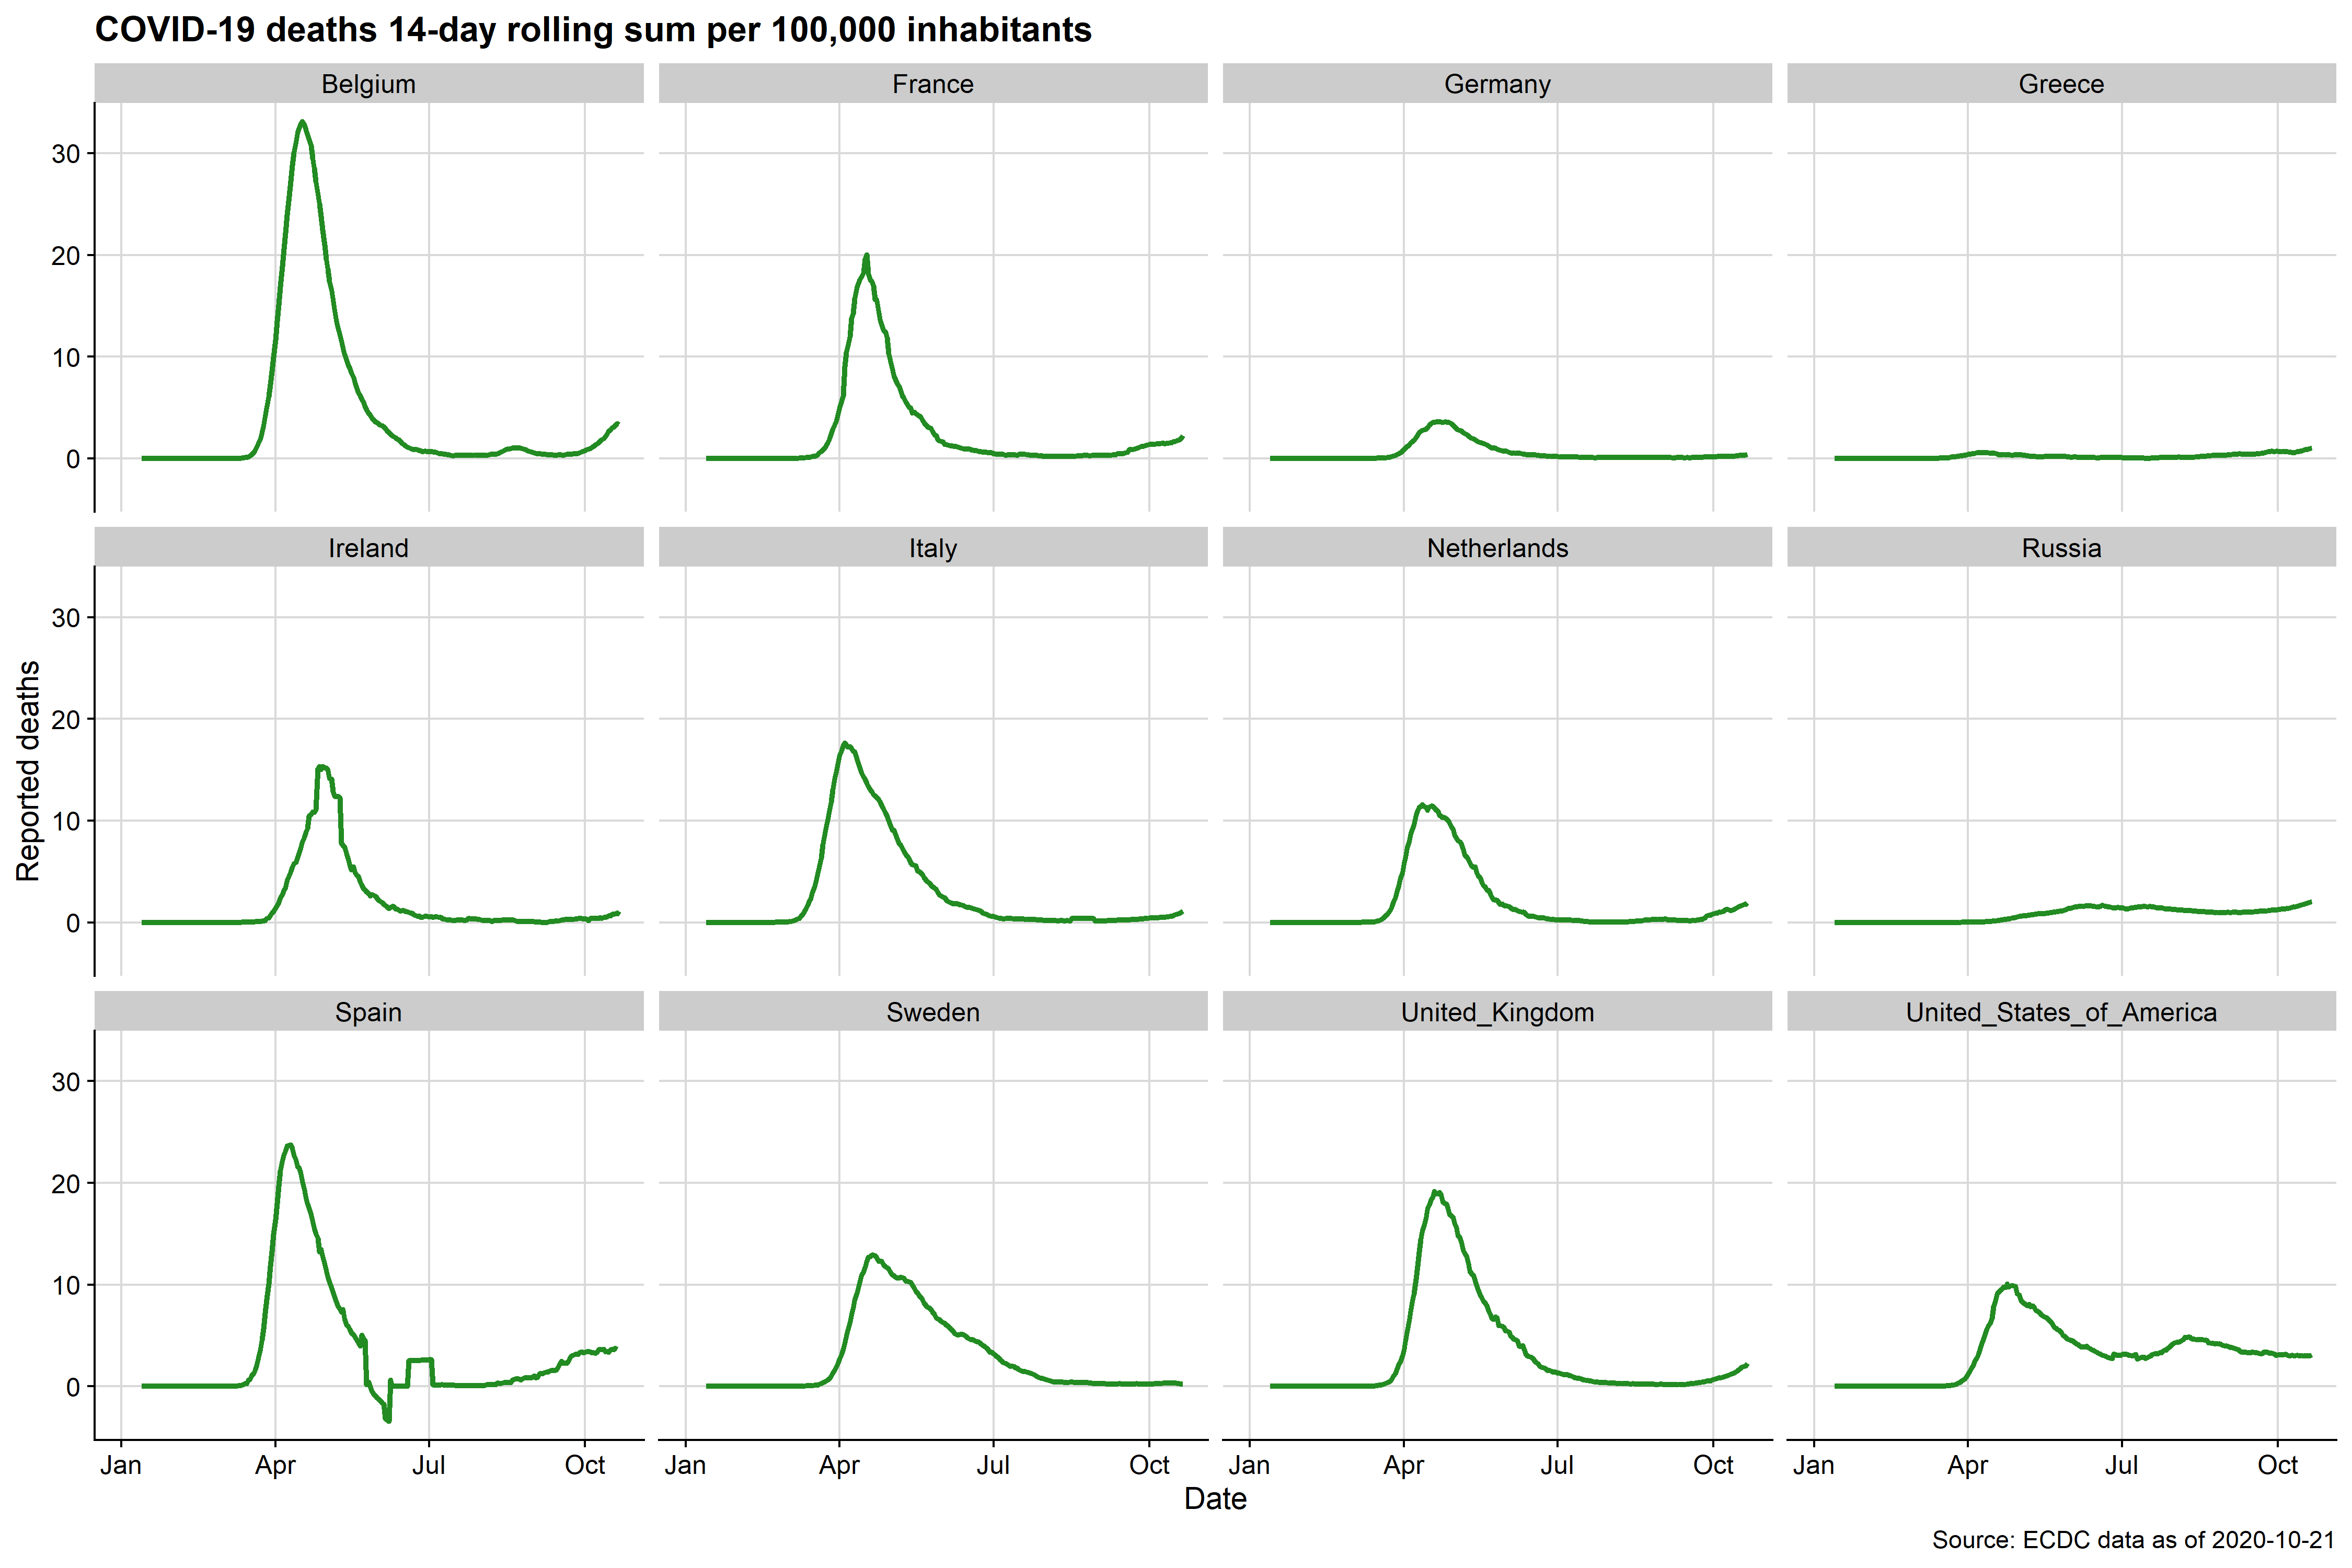 COVID-19 deaths 14-day rolling sum per 100,000 inhabitants
Belgium France Germany Greece
30
20
10
0
Ireland Italy Netherlands Russia
30
20
10
0
Reported deaths
Spain Sweden United_Kingdom United_States_of_America
30
20
10
0
Jan Apr Jul Oct Jan Apr Jul Oct Jan Apr Jul Oct Jan Apr Jul Oct
Date
Source: ECDC data as of 2020-10-21